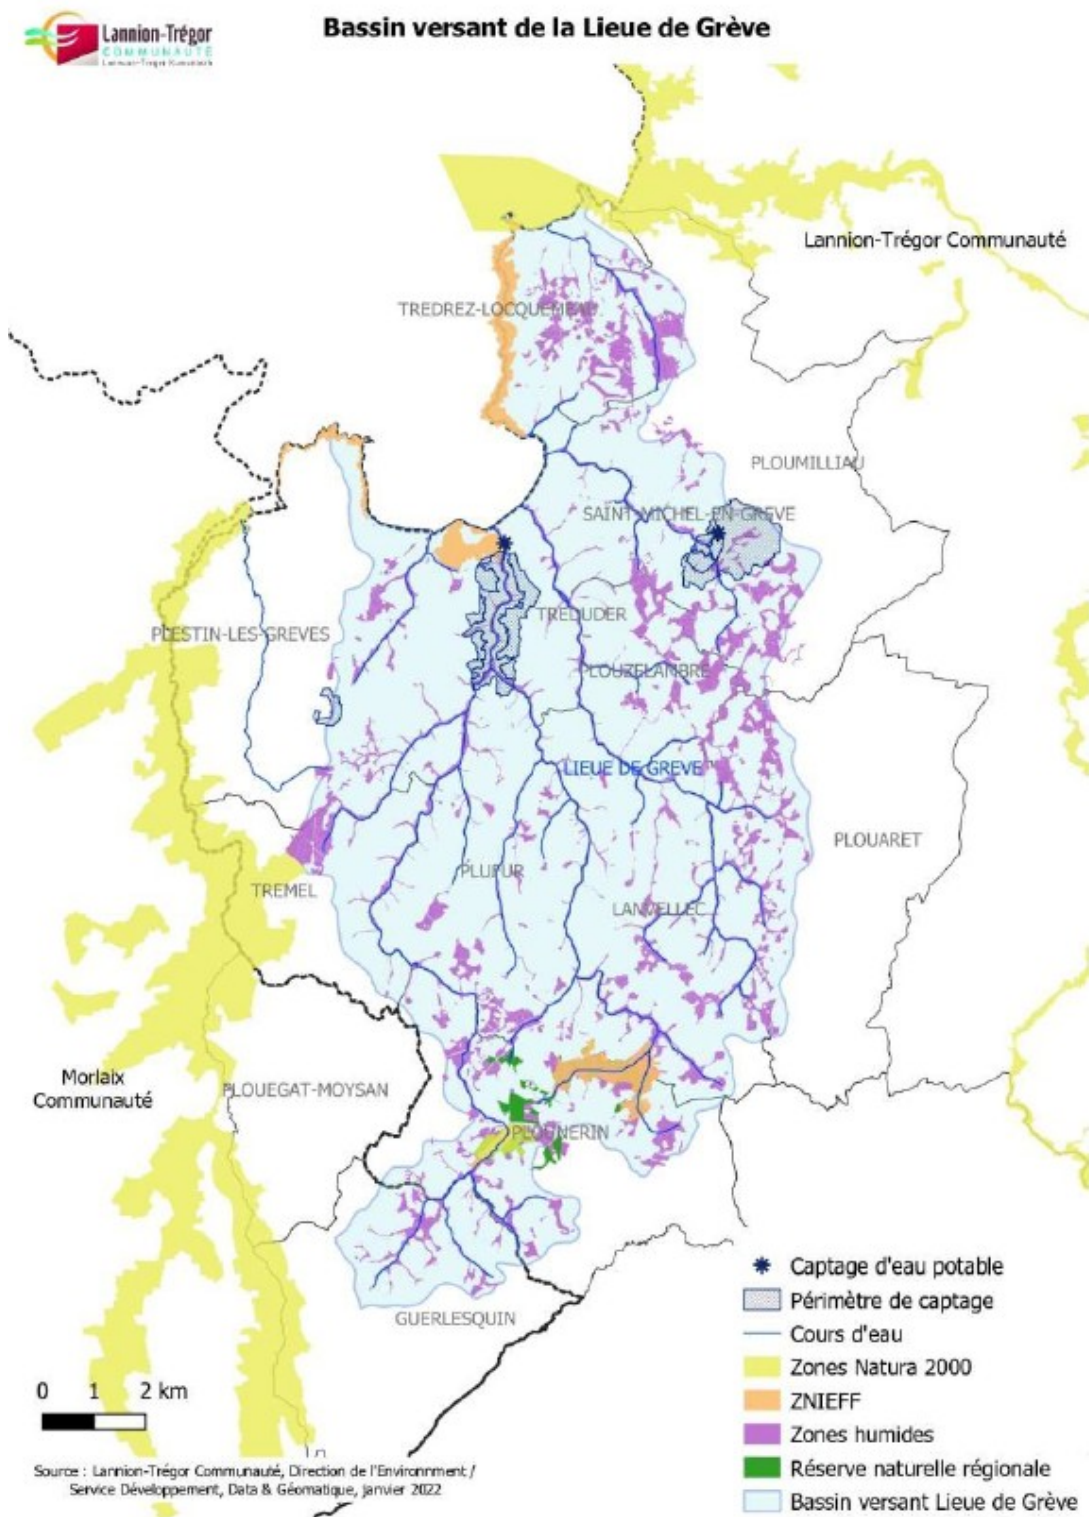 Lannion-Trégor
COMMUNAUTÉ
Bassin versant de la Lieue de Grève
Lannion-Trégor Communauté
TREDREZ-LOCQUEMEAU
PLOUMILLIAU
SAINT-MICHEL-EN-GREVE
TREDUDER
PLESTIN-LES-GREVES
PLOUZELAMBRE
LIEUE DE GREVE
PLOUARET
PLUFUR
TREMEL
LANVELLEC
Morlaix
Communauté
PLOUEGAT-MOYSAN
PLOUNERIN
GUERLESQUIN
Captage d'eau potable
Périmètre de captage
Cours d'eau
Zones Natura 2000
ZNIEFF
Zones humides
Réserve naturelle régionale
Bassin versant Lieue de Grève
0 1 2 km
Source : Lannion-Trégor Communauté, Direction de l'Environnment /
Service Développement, Data & Géomatique, janvier 2022